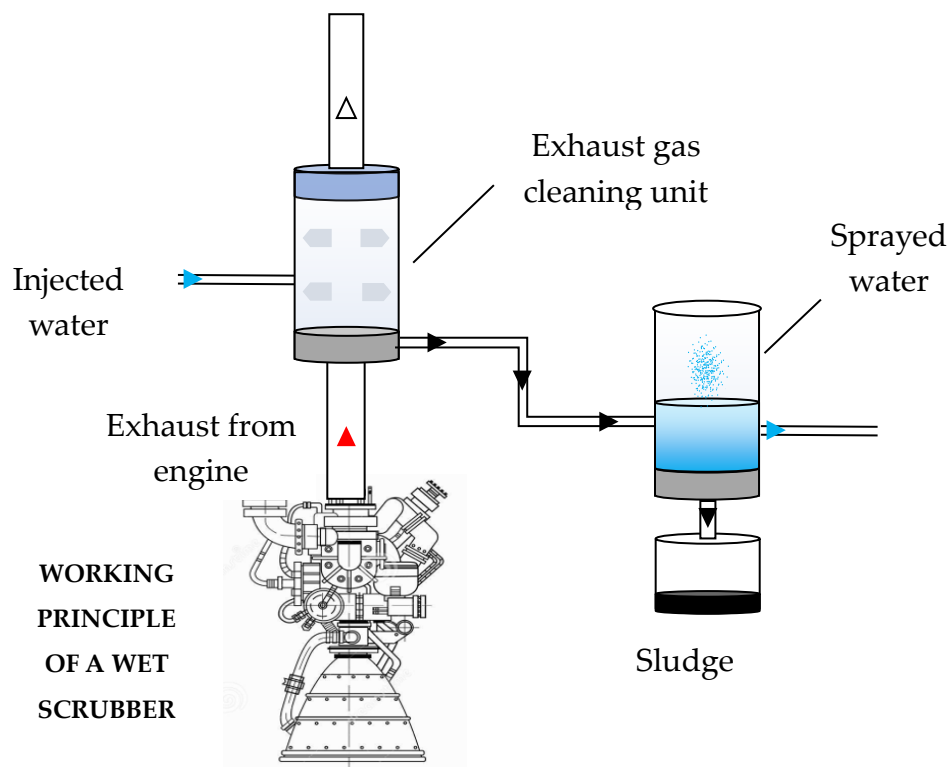 Exhaust gas
cleaning unit
Sprayed
water
Injected
water
Exhaust from
engine
WORKING
PRINCIPLE
OF A WET
SCRUBBER
Sludge